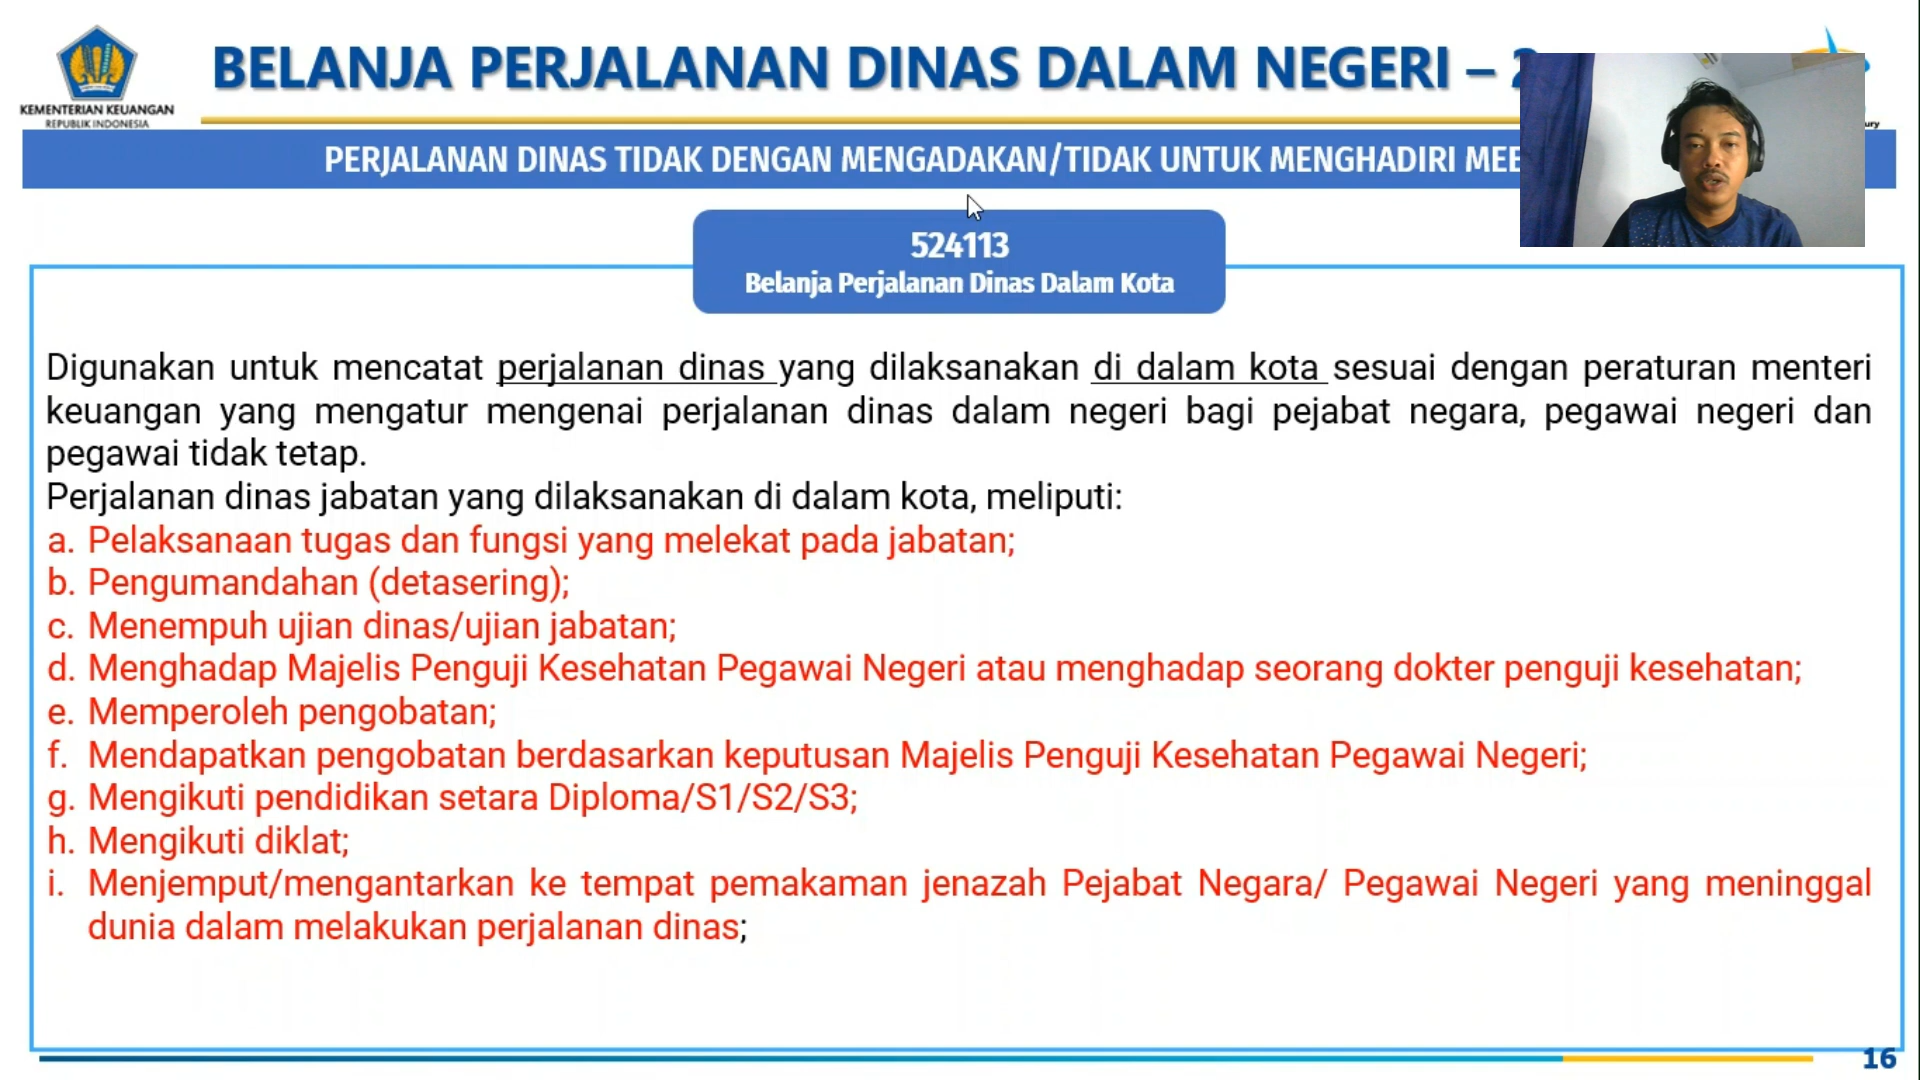 KEMENTERIAN KEUANGAN
REPUBLIK INDONESIA
BELANJA PERJALANAN DINAS DALAM NEGERI –
PERJALANAN DINAS TIDAK DENGAN MENGADAKAN/TIDAK UNTUK MENGHADIRI
524113
Belanja Perjalanan Dinas Dalam Kota
Digunakan untuk mencatat perjalanan dinas yang dilaksanakan di dalam kota sesuai dengan peraturan menteri
keuangan yang mengatur mengenai perjalanan dinas dalam negeri bagi pejabat negara, pegawai negeri dan
pegawai tidak tetap.
Perjalanan dinas jabatan yang dilaksanakan di dalam kota, meliputi:
a. Pelaksanaan tugas dan fungsi yang melekat pada jabatan;
b. Pengumandahan (detasering);
c. Menempuh ujian dinas/ujian jabatan;
d. Menghadap Majelis Penguji Kesehatan Pegawai Negeri atau menghadap seorang dokter penguji kesehatan;
e. Memperoleh pengobatan;
f. Mendapatkan pengobatan berdasarkan keputusan Majelis Penguji Kesehatan Pegawai Negeri;
g. Mengikuti pendidikan setara Diploma/S1/S2/S3;
h. Mengikuti diklat;
i. Menjemput/mengantarkan ke tempat pemakaman jenazah Pejabat Negara/ Pegawai Negeri yang meninggal
dunia dalam melakukan perjalanan dinas;
16